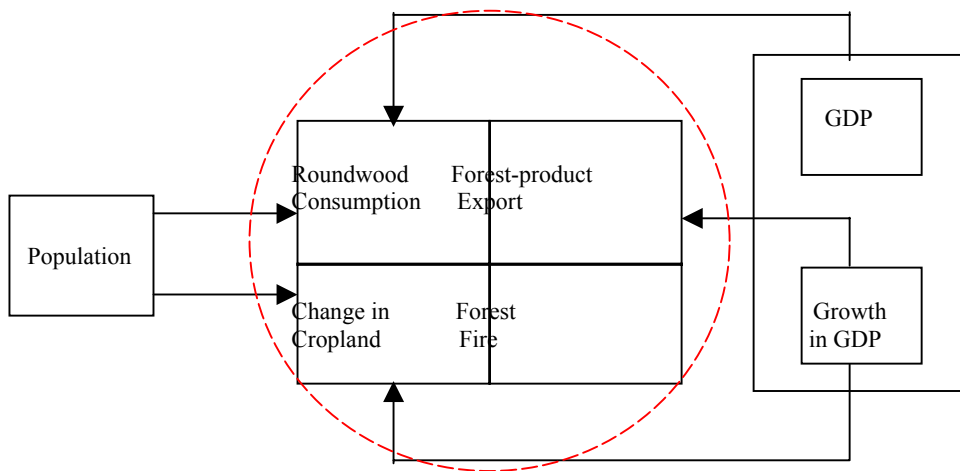 GDP
Roundwood Forest-product
Consumption Export
Population
Change in Forest
Cropland Fire
Growth
in GDP